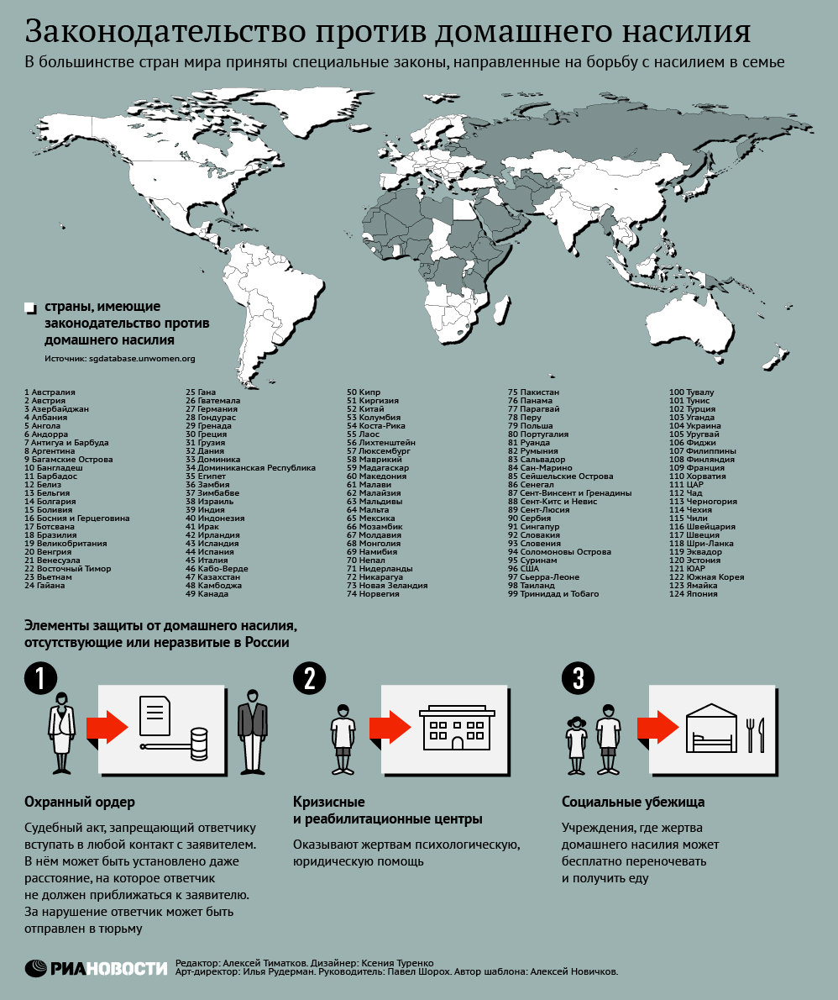 Законодательство против домашнего насилия
В большинстве стран мира приняты специальные законы, направленные на борьбу с насилием в семье
страны, имеющие
законодательство против
домашнего насилия
Источник: sgdatabase.unwomen.org
1 Австралия
2 Австрия
3 Азербайджан
4 Албания
5 Ангола
6 Андорра
7 Антигуа и Барбуда
8 Аргентина
9 Багамские Острова
10 Бангладеш
11 Барбадос
12 Белиз
13 Бельгия
14 Болгария
15 Боливия
16 Босния и Герцеговина
17 Ботсвана
18 Бразилия
19 Великобритания
20 Венгрия
21 Венесуэла
22 Восточный Тимор
23 Вьетнам
24 Гайана
25 Гана
26 Гватемала
27 Германия
28 Гондурас
29 Гренада
30 Греция
31 Грузия
32 Дания
33 Доминика
34 Доминиканская Республика
35 Египет
36 Замбия
37 Зимбабве
38 Израиль
39 Индия
40 Индонезия
41 Ирак
42 Ирландия
43 Исландия
44 Испания
45 Италия
46 Кабо-Верде
47 Казахстан
48 Камбоджа
49 Канада
50 Кипр
51 Киргизия
52 Китай
53 Колумбия
54 Коста-Рика
55 Лаос
56 Лихтенштейн
57 Люксембург
58 Маврикий
59 Мадагаскар
60 Македония
61 Малави
62 Малайзия
63 Мальдивы
64 Мальта
65 Мексика
66 Мозамбик
67 Молдавия
68 Монголия
69 Намибия
70 Непал
71 Нидерланды
72 Никарагуа
73 Новая Зеландия
74 Норвегия
75 Пакистан
76 Панама
77 Парагвай
78 Перу
79 Польша
80 Португалия
81 Руанда
82 Румыния
83 Сальвадор
84 Сан-Марино
85 Сейшельские Острова
86 Сенегал
87 Сент-Винсент и Гренадины
88 Сент-Китс и Невис
89 Сент-Люсия
90 Сербия
91 Сингапур
92 Словакия
93 Словения
94 Соломоновы Острова
95 Суринам
96 США
97 Сьерра-Леоне
98 Таиланд
99 Тринидад и Тобаго
100 Тувалу
101 Тунис
102 Турция
103 Уганда
104 Украина
105 Уругвай
106 Фиджи
107 Филиппины
108 Финляндия
109 Франция
110 Хорватия
111 ЦАР
112 Чад
113 Черногория
114 Чехия
115 Чили
116 Швейцария
117 Швеция
118 Шри-Ланка
119 Эквадор
120 Эстония
121 ЮАР
122 Южная Корея
123 Ямайка
124 Япония
Элементы защиты от домашнего насилия,
отсутствующие или неразвитые в России
1
Охранный ордер
Судебный акт, запрещающий ответчику
вступать в любой контакт с заявителем.
В нём может быть установлено даже
расстояние, на которое ответчик
не должен приближаться к заявителю.
За нарушение ответчик может быть
отправлен в тюрьму
2
Кризисные
и реабилитационные центры
Оказывают жертвам психологическую,
юридическую помощь
3
Социальные убежища
Учреждения, где жертва
домашнего насилия может
бесплатно переночевать
и получить еду
РИАНОВОСТИ
Редактор: Алексей Тиматков. Дизайнер: Ксения Туренко
Арт-директор: Илья Рудерман. Руководитель: Павел Шорох. Автор шаблона: Алексей Новичков.